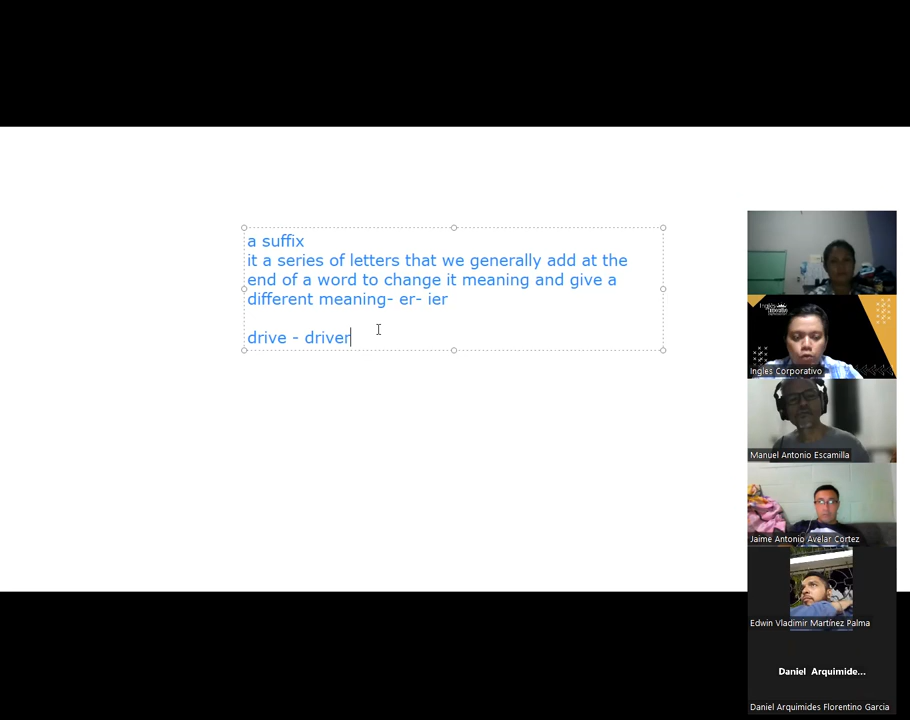 a suffix
it a series of letters that we generally add at the
end of a word to change it meaning and give a
different meaning- er- ier
drive - driver
Ingles Corporativo
Manuel Antonio Escamilla
Jaime Antonio Avelar Cortez
Edwin Vladimir Martínez Palma
Daniel Arquimide...
Daniel Arquimides Florentino Garcia